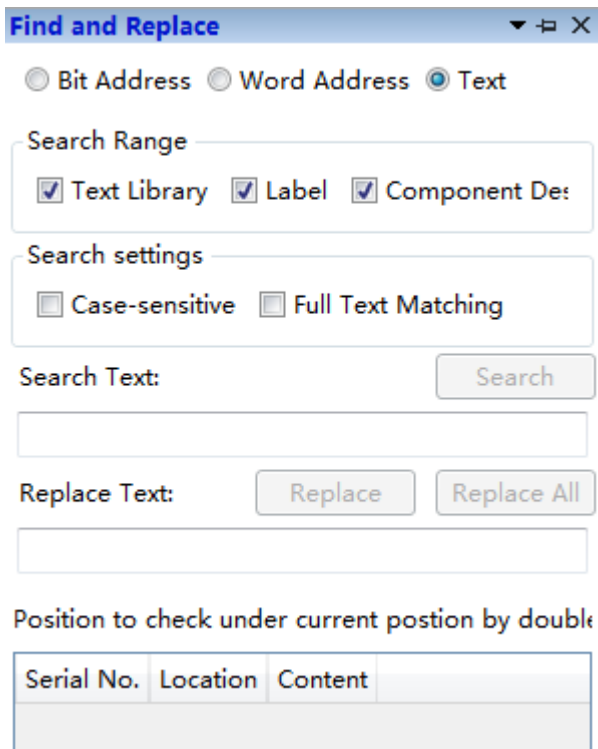 Find and Replace
Bit Address Word Address Text
Search Range
Text Library Label Component Des
Search settings
Case-sensitive Full Text Matching
Search Text: Search
Replace Text: Replace Replace All
Position to check under current postion by double
Serial No. Location Content